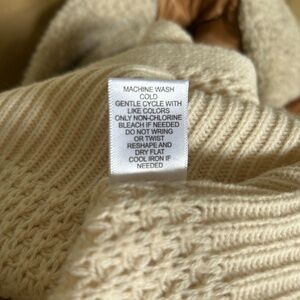 MACHINE WASH
COLD
GENTLE CYCLE WITH
LIKE COLORS
ONLY NON-CHLORINE
BLEACH IF NEEDED
DO NOT WRING
OR TWIST
RESHAPE AND
DRY FLAT
COOL IRON IF
NEEDED